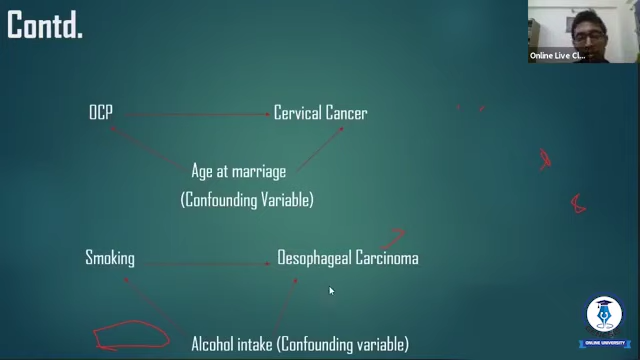 Contd.
Online Live Cl...
OCP
Cervical Cancer
Age at marriage
(Confounding Variable)
8
Smoking
Oesophageal Carcinoma
Alcohol intake (Confounding variable)
ONLINE UNIVERSITY